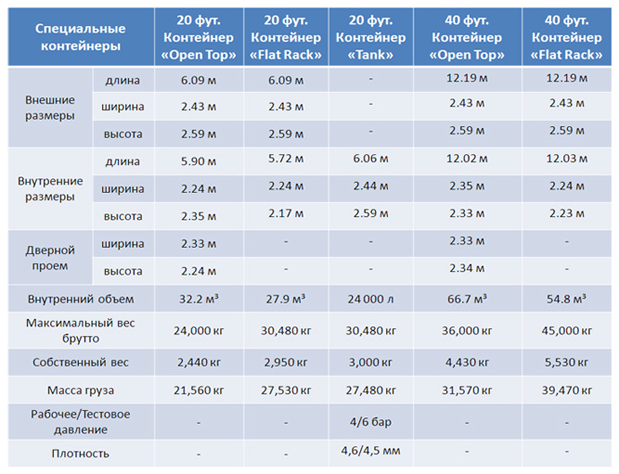 Специальные контейнеры | 20 фут. Контейнер «Open Top» | 20 фут. Контейнер «Flat Rack» | 20 фут. Контейнер «Tank» | 40 фут. Контейнер «Open Top» | 40 фут. Контейнер «Flat Rack»
Внешние размеры | длина | 6.09 м | 6.09 м | - | 12.19 м | 12.19 м
ширина | 2.43 м | 2.43 м | - | 2.43 м | 2.43 м
высота | 2.59 м | 2.59 м | - | 2.59 м | 2.59 м
Внутренние размеры | длина | 5.90 м | 5.72 м | 6.06 м | 12.02 м | 12.03 м
ширина | 2.24 м | 2.24 м | 2.44 м | 2.35 м | 2.24 м
высота | 2.35 м | 2.17 м | 2.59 м | 2.33 м | 2.23 м
Дверной проем | ширина | 2.33 м | - | - | 2.33 м | -
высота | 2.24 м | - | - | 2.34 м | -
Внутренний объем | 32.2 м³ | 27.9 м³ | 24 000 л | 66.7 м³ | 54.8 м³
Максимальный вес брутто | 24,000 кг | 30,480 кг | 30,480 кг | 36,000 кг | 45,000 кг
Собственный вес | 2,440 кг | 2,950 кг | 3,000 кг | 4,430 кг | 5,530 кг
Масса груза | 21,560 кг | 27,530 кг | 27,480 кг | 31,570 кг | 39,470 кг
Рабочее/Тестовое давление | - | - | 4/6 бар | - | -
Плотность | - | - | 4,6/4,5 мм | - | -